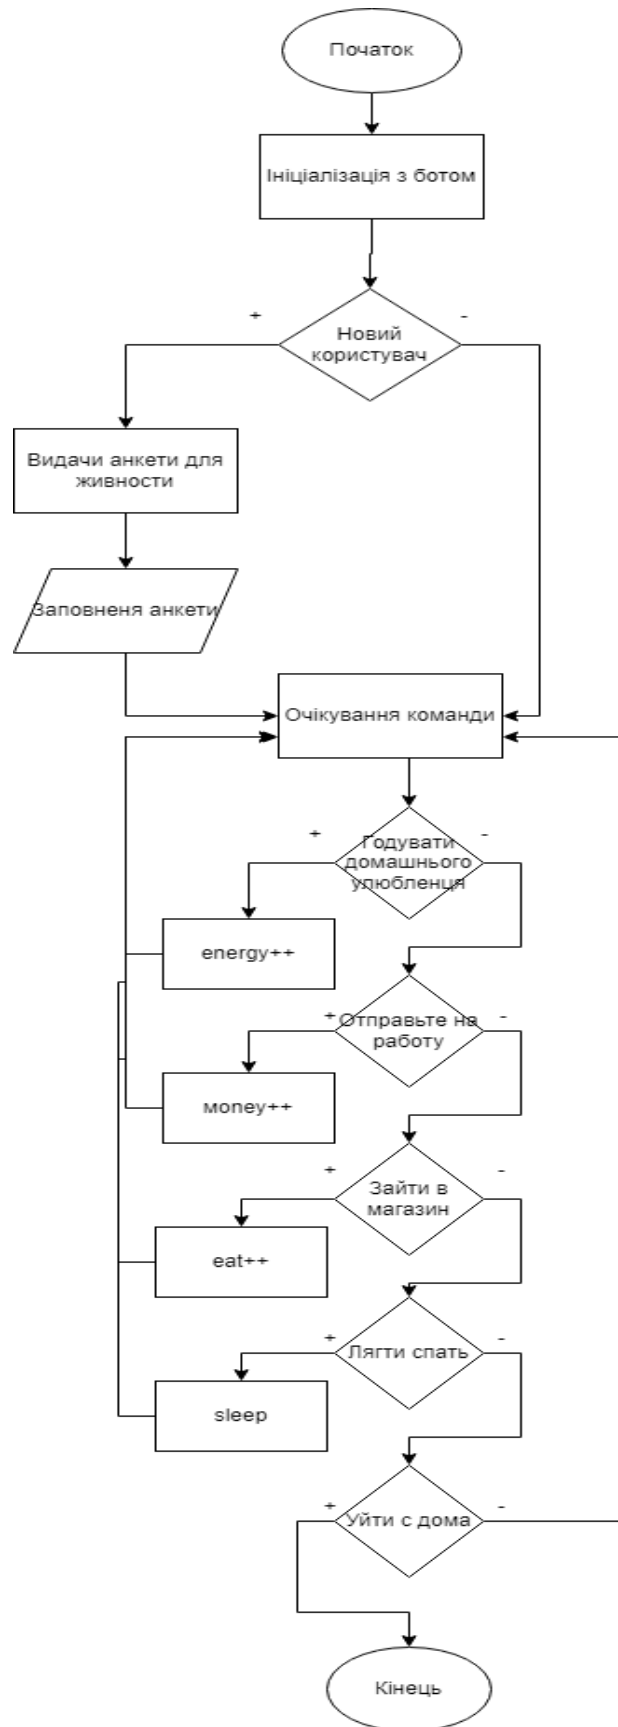 Початок
Ініціалізація з ботом
+
-
Новий
користувач
Видачи анкети для
живности
Заповненя анкети
Очікування команди
+
-
Годувати
домашнього
улюбленця
energy++
+
-
Отправьте на
работу
money++
+
-
Зайти в
магазин
eat++
+
-
Лягти спать
sleep
+
-
Уйти с дома
Кінець